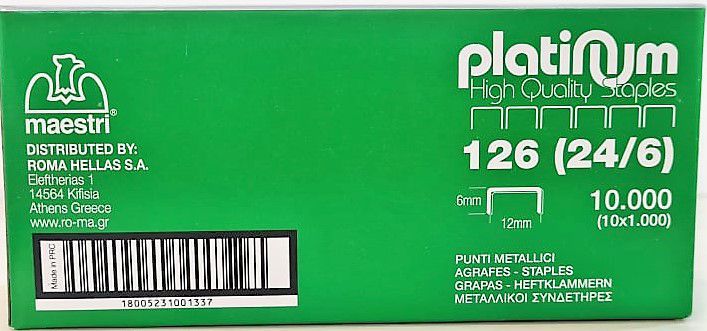 maestri®
DISTRIBUTED BY:
ROMA HELLAS S.A.
Eleftherias 1
14564 Kifisia
Athens Greece
www.ro-ma.gr
Made in PRC
18005231001337
platinum
High Quality Staples
126 (24/6)
6mm
12mm
10.000
(10x1.000)
PUNTI METALLICI
AGRAFES - STAPLES
GRAPAS - HEFTKLAMMERN
ΜΕΤΑΛΛΙΚΟΙ ΣΥΝΔΕΤΗΡΕΣ